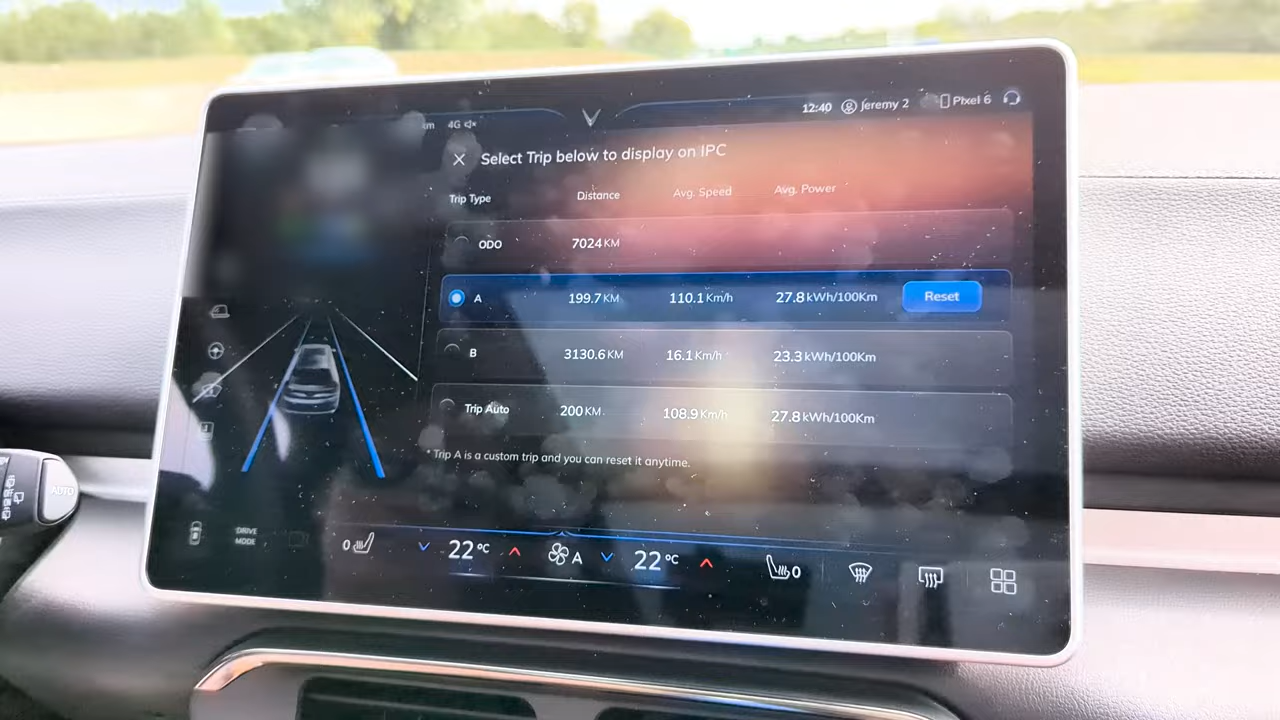 12:40 Jeremy 2 Pixel 6
km 4G
Select Trip below to display on IPC
Trip Type Distance Avg. Speed Avg. Power
ODO 7024 KM
A 199.7 KM 110.1 Km/h 27.8 kWh/100Km Reset
B 3130.6 KM 16.1 Km/h 23.3 kWh/100Km
Trip Auto 200 KM 108.9 Km/h 27.8 kWh/100Km
* Trip A is a custom trip and you can reset it anytime.
AUTO
DRIVE
MODE
0 22°C A 22°C 0